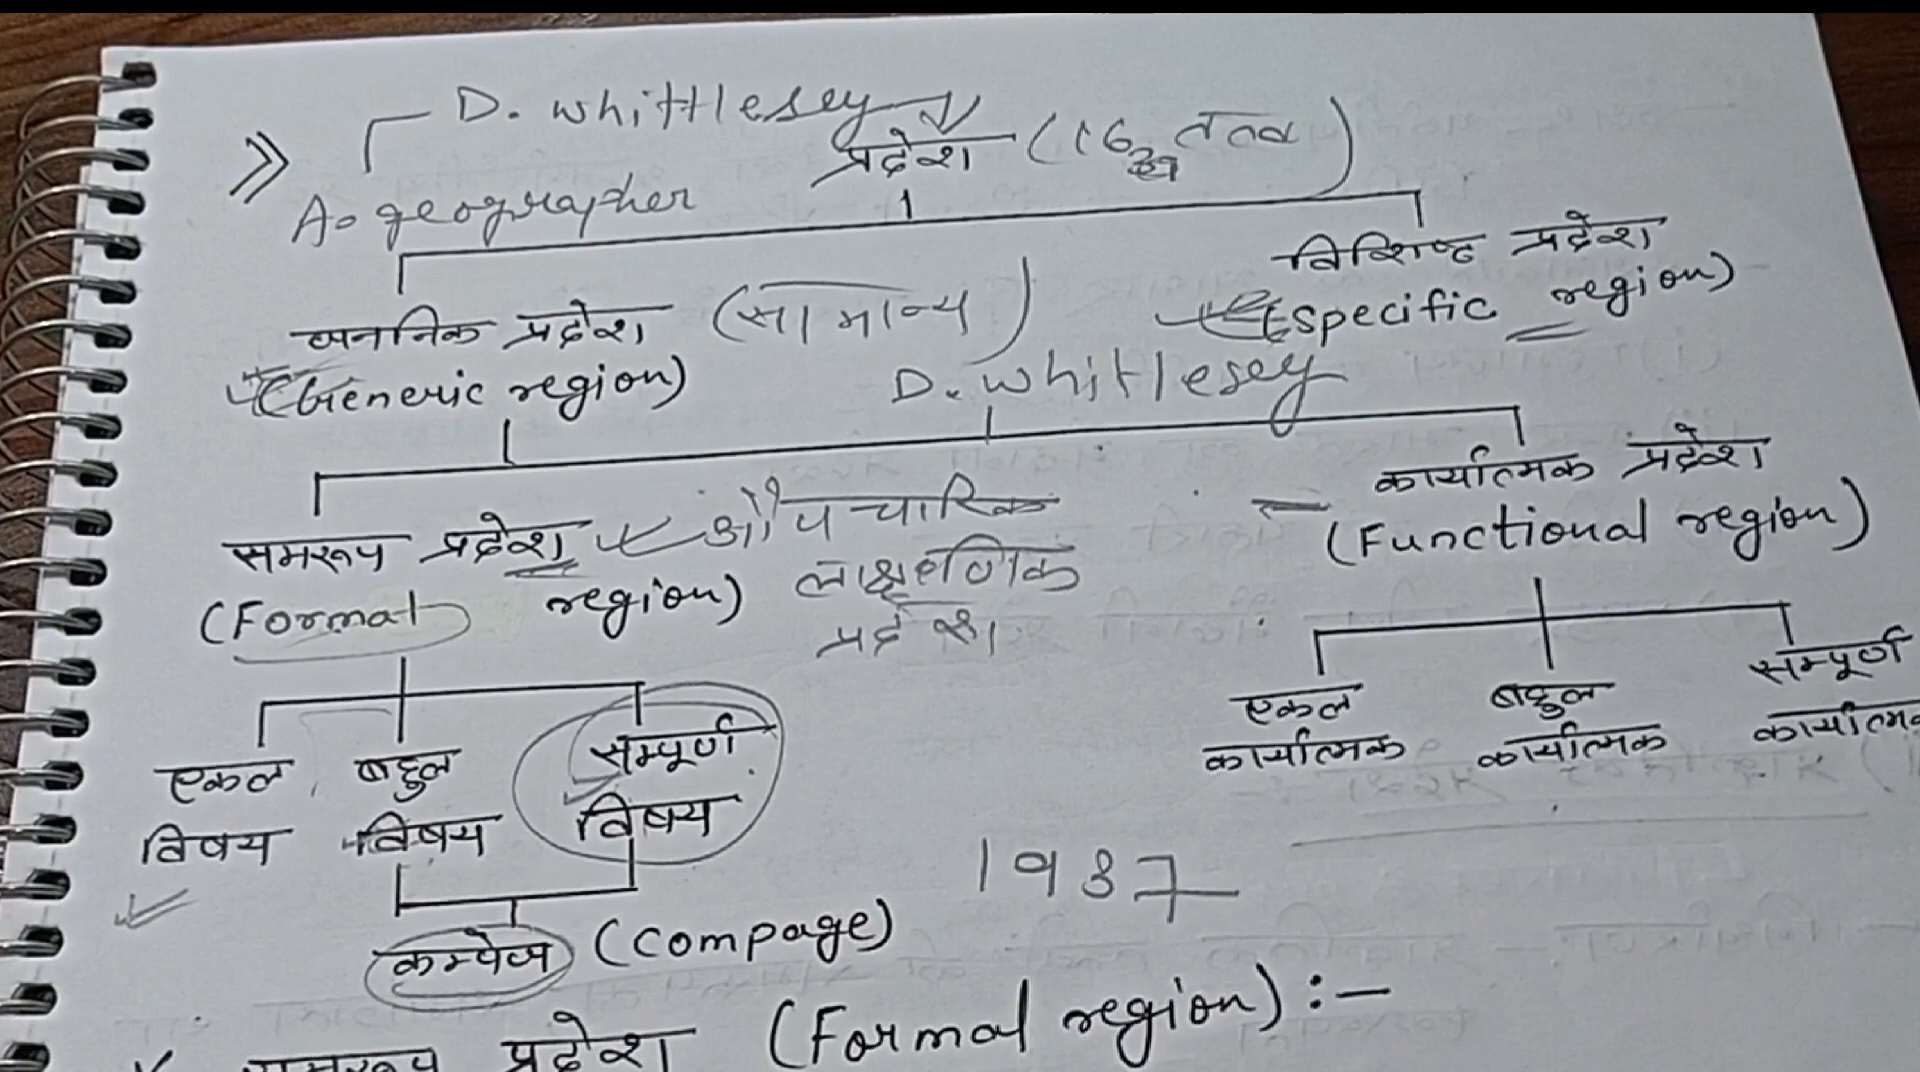 D. Whittlesey
प्रदेश (16 तत्व)
A. geographer
विशिष्ट प्रदेश
(specific region)
जननिक प्रदेश (सामान्य)
(Generic region)
D. Whittlesey
कार्यात्मक प्रदेश
(Functional region)
समरूप प्रदेश औपचारिक
(Formal region) लाक्षणिक
प्रदेश
एकल बहुल सम्पूर्ण
कार्यात्मक कार्यात्मक
एकल बहुल सम्पूर्ण
विषय विषय विषय
1937
कम्पेज (compage)
समरूप प्रदेश (Formal region) :-